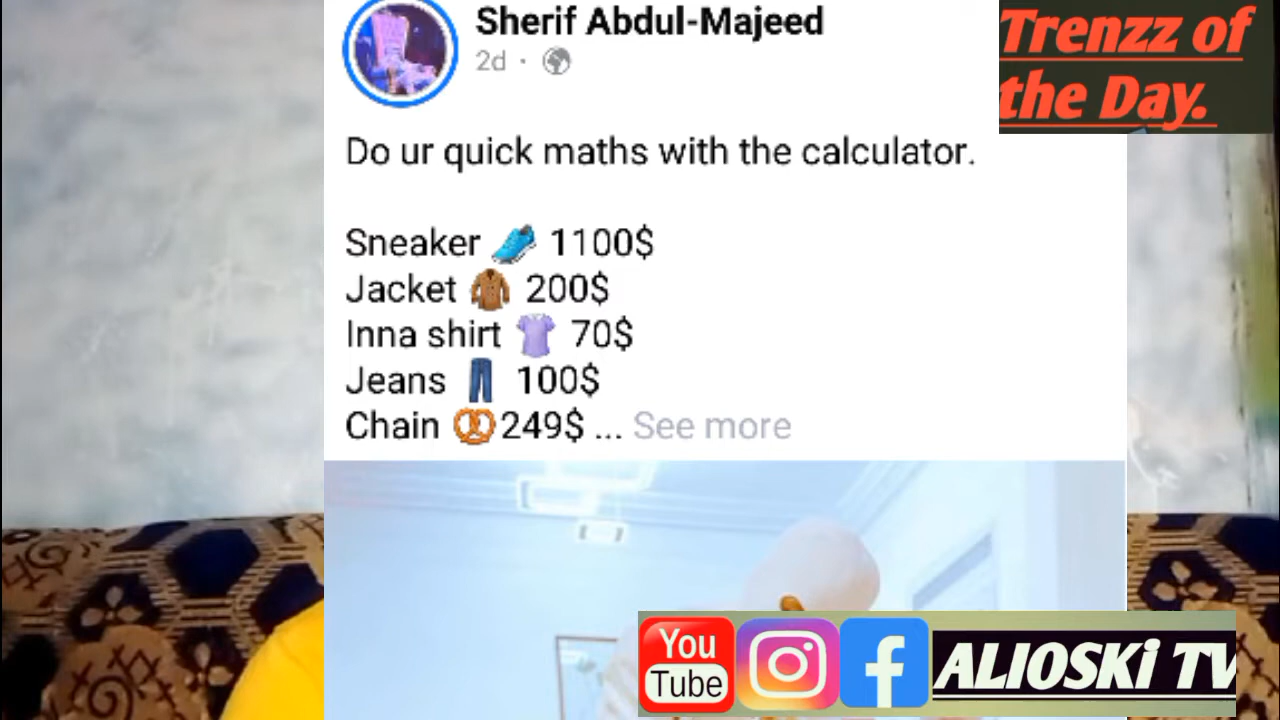 Sherif Abdul-Majeed
2d ·
Trenzz of
the Day.
Do ur quick maths with the calculator.
Sneaker 👟 1100$
Jacket 🧥 200$
Inna shirt 👚 70$
Jeans 👖 100$
Chain 🥨249$ ... See more
You
Tube
ALIOSKi TV